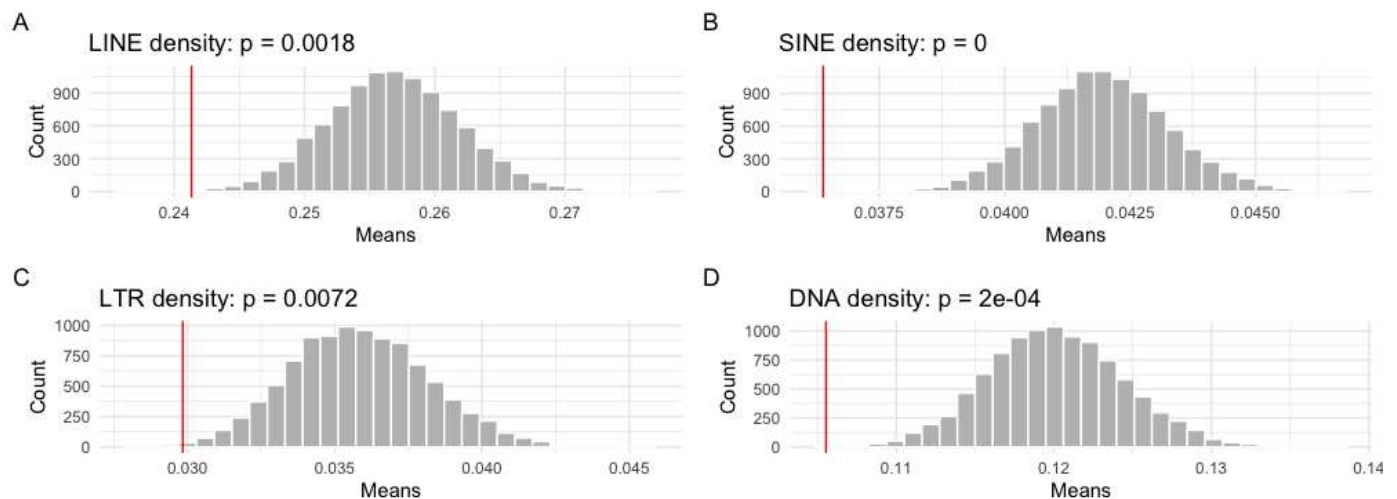 A
LINE density: p = 0.0018
Count
900
600
300
0
0.24 0.25 0.26 0.27
Means
B
SINE density: p = 0
Count
900
600
300
0
0.0375 0.0400 0.0425 0.0450
Means
C
LTR density: p = 0.0072
Count
1000
750
500
250
0
0.030 0.035 0.040 0.045
Means
D
DNA density: p = 2e-04
Count
1000
750
500
250
0
0.11 0.12 0.13 0.14
Means